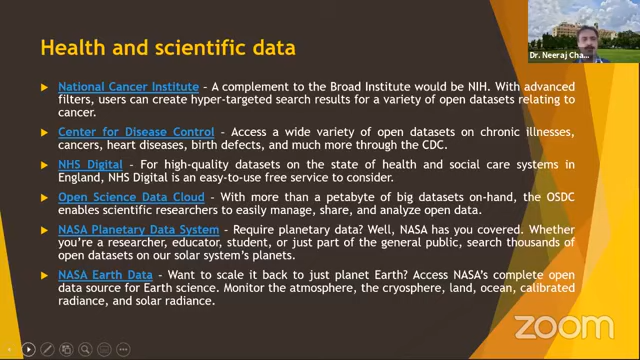 Health and scientific data
Dr. Neeraj Cha...
National Cancer Institute – A complement to the Broad Institute would be NIH. With advanced
filters, users can create hyper-targeted search results for a variety of open datasets relating to
cancer.
Center for Disease Control – Access a wide variety of open datasets on chronic illnesses,
cancers, heart diseases, birth defects, and much more through the CDC.
NHS Digital – For high-quality datasets on the state of health and social care systems in
England, NHS Digital is an easy-to-use free service to consider.
Open Science Data Cloud – With more than a petabyte of big datasets on-hand, the OSDC
enables scientific researchers to easily manage, share, and analyze open data.
NASA Planetary Data System – Require planetary data? Well, NASA has you covered. Whether
you're a researcher, educator, student, or just part of the general public, search thousands of
open datasets on our solar system's planets.
NASA Earth Data – Want to scale it back to just planet Earth? Access NASA's complete open
data source for Earth science. Monitor the atmosphere, the cryosphere, land, ocean, calibrated
radiance, and solar radiance.
zoom